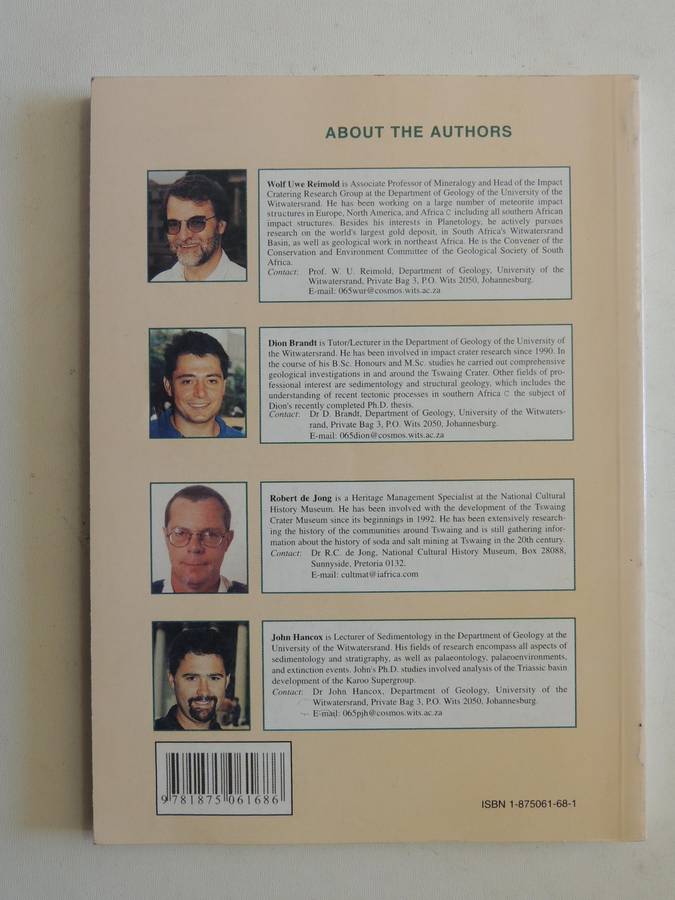 ABOUT THE AUTHORS
Wolf Uwe Reimold is Associate Professor of Mineralogy and Head of the Impact
Cratering Research Group at the Department of Geology of the University of the
Witwatersrand. He has been working on a large number of meteorite impact
structures in Europe, North America, and Africa C including all southern African
impact structures. Besides his interests in Planetology, he actively pursues
research on the world's largest gold deposit, in South Africa's Witwatersrand
Basin, as well as geological work in northeast Africa. He is the Convener of the
Conservation and Environment Committee of the Geological Society of South
Africa.
Contact: Prof. W. U. Reimold, Department of Geology, University of the
Witwatersrand, Private Bag 3, P.O. Wits 2050, Johannesburg.
E-mail: 065wur@cosmos.wits.ac.za
Dion Brandt is Tutor/Lecturer in the Department of Geology of the University of
the Witwatersrand. He has been involved in impact crater research since 1990. In
the course of his B.Sc. Honours and M.Sc. studies he carried out comprehensive
geological investigations in and around the Tswaing Crater. Other fields of pro-
fessional interest are sedimentology and structural geology, which includes the
understanding of recent tectonic processes in southern Africa C the subject of
Dion's recently completed Ph.D. thesis.
Contact: Dr D. Brandt, Department of Geology, University of the Witwaters-
rand, Private Bag 3, P.O. Wits 2050, Johannesburg.
E-mail: 065dion@cosmos.wits.ac.za
Robert de Jong is a Heritage Management Specialist at the National Cultural
History Museum. He has been involved with the development of the Tswaing
Crater Museum since its beginnings in 1992. He has been extensively research-
ing the history of the communities around Tswaing and is still gathering infor-
mation about the history of soda and salt mining at Tswaing in the 20th century.
Contact: Dr R.C. de Jong, National Cultural History Museum, Box 28088,
Sunnyside, Pretoria 0132.
E-mail: cultmat@iafrica.com
John Hancox is Lecturer of Sedimentology in the Department of Geology at the
University of the Witwatersrand. His fields of research encompass all aspects of
sedimentology and stratigraphy, as well as palaeontology, palaeoenvironments,
and extinction events. John's Ph.D. studies involved analysis of the Triassic basin
development of the Karoo Supergroup.
Contact: Dr John Hancox, Department of Geology, University of the
Witwatersrand, Private Bag 3, P.O. Wits 2050, Johannesburg.
E-mail: 065pjh@cosmos.wits.ac.za
9 781875 061686
ISBN 1-875061-68-1